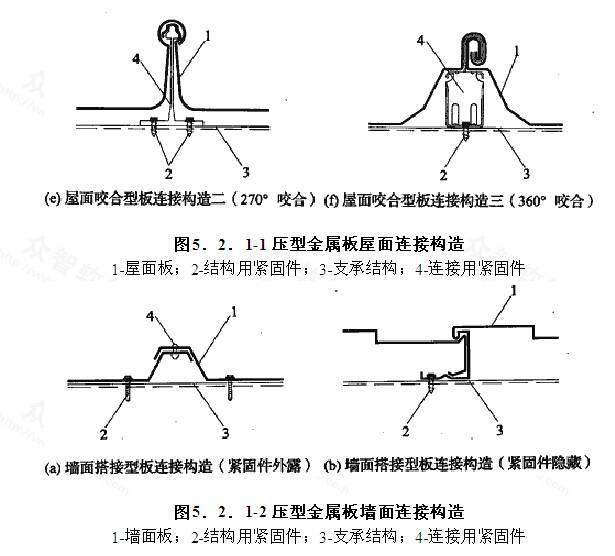 1
4
2
3
4
1
2
3
(e) 屋面咬合型板连接构造二（270° 咬合）
(f) 屋面咬合型板连接构造三（360° 咬合）
图5．2．1-1 压型金属板屋面连接构造
1-屋面板；2-结构用紧固件；3-支承结构；4-连接用紧固件
4
1
2
3
1
2
3
(a) 墙面搭接型板连接构造（紧固件外露）
(b) 墙面搭接型板连接构造（紧固件隐藏）
图5．2．1-2 压型金属板墙面连接构造
1-墙面板；2-结构用紧固件；3-支承结构；4-连接用紧固件